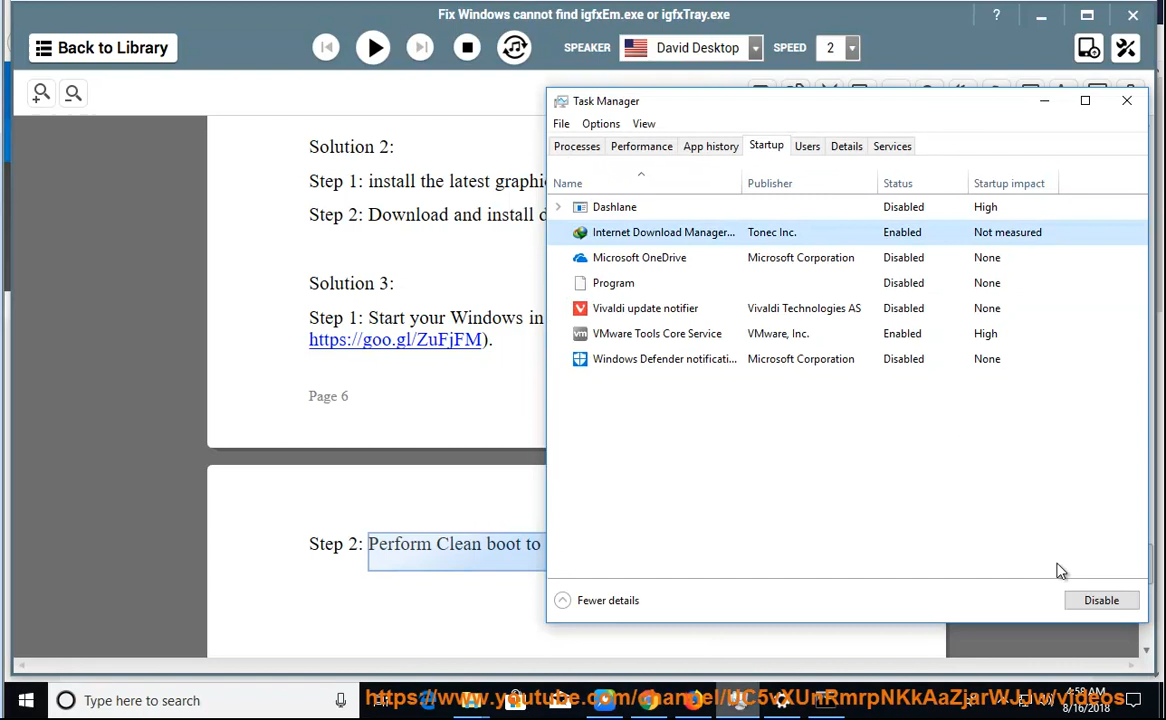 Fix Windows cannot find igfxEm.exe or igfxTray.exe
?
Back to Library
SPEAKER
David Desktop
SPEED
2
Solution 2:
Step 1: install the latest graphi
Step 2: Download and install d
Solution 3:
Step 1: Start your Windows in
https://goo.gl/ZuFjFM).
Page 6
Step 2: Perform Clean boot to
Task Manager
File Options View
Processes Performance App history Startup Users Details Services
Name Publisher Status Startup impact
Dashlane Disabled High
Internet Download Manager... Tonec Inc. Enabled Not measured
Microsoft OneDrive Microsoft Corporation Disabled None
Program Disabled None
Vivaldi update notifier Vivaldi Technologies AS Disabled None
vm VMware Tools Core Service VMware, Inc. Enabled High
Windows Defender notificati... Microsoft Corporation Disabled None
Fewer details
Disable
Type here to search
4:58 AM
8/16/2018